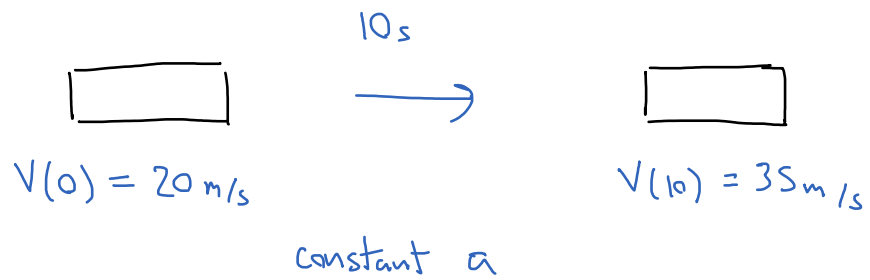 10s
V(0) = 20 m/s
V(10) = 35 m/s
constant a